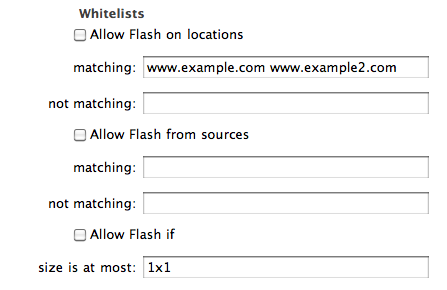 Whitelists
Allow Flash on locations
matching: www.example.com www.example2.com
not matching:
Allow Flash from sources
matching:
not matching:
Allow Flash if
size is at most: 1x1